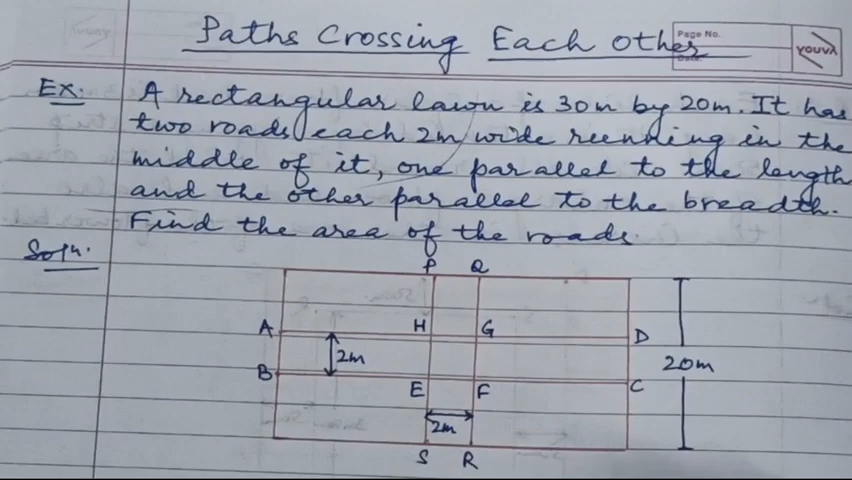 Paths Crossing Each Other
Page No.
Date.
YOUVA
Ex. A rectangular lawn is 30m by 20m. It has
two roads each 2m wide running in the
middle of it, one parallel to the length
and the other parallel to the breadth.
Find the area of the roads.
Soln.
P Q
A H G D
2m
20m
B E F C
2m
S R